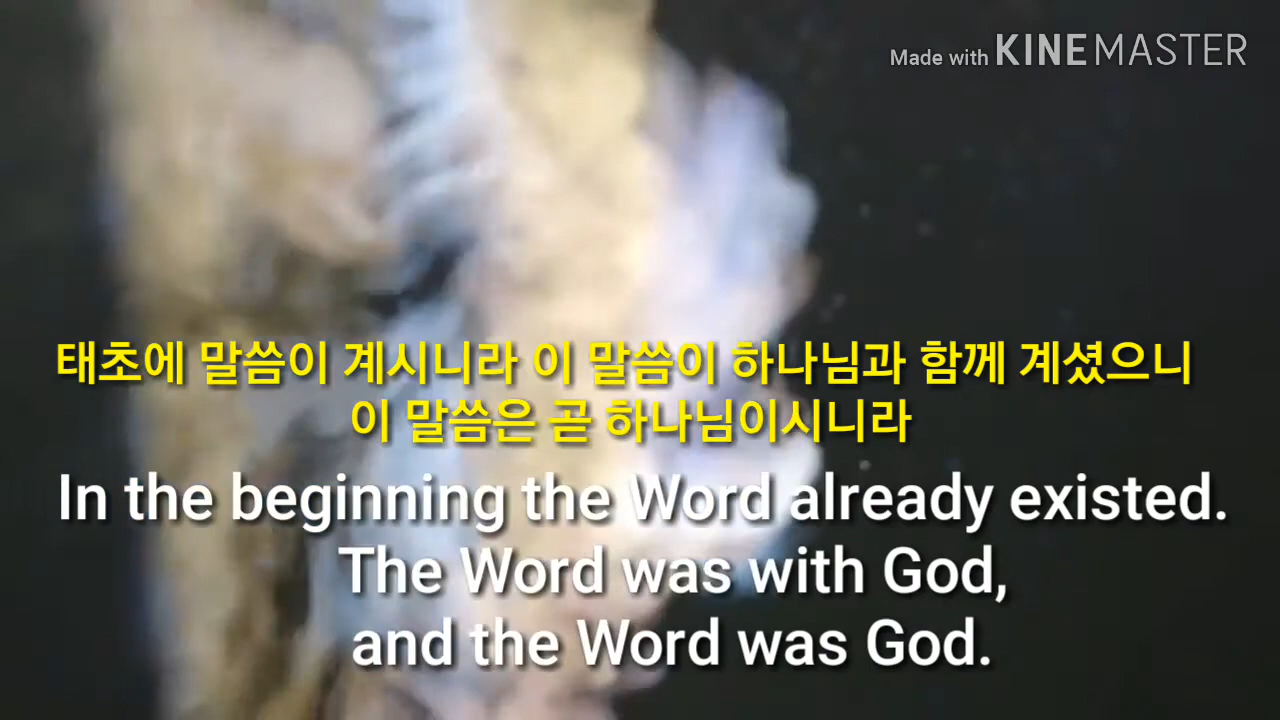 Made with KINEMASTER
태초에 말씀이 계시니라 이 말씀이 하나님과 함께 계셨으니
이 말씀은 곧 하나님이시니라
In the beginning the Word already existed.
The Word was with God,
and the Word was God.